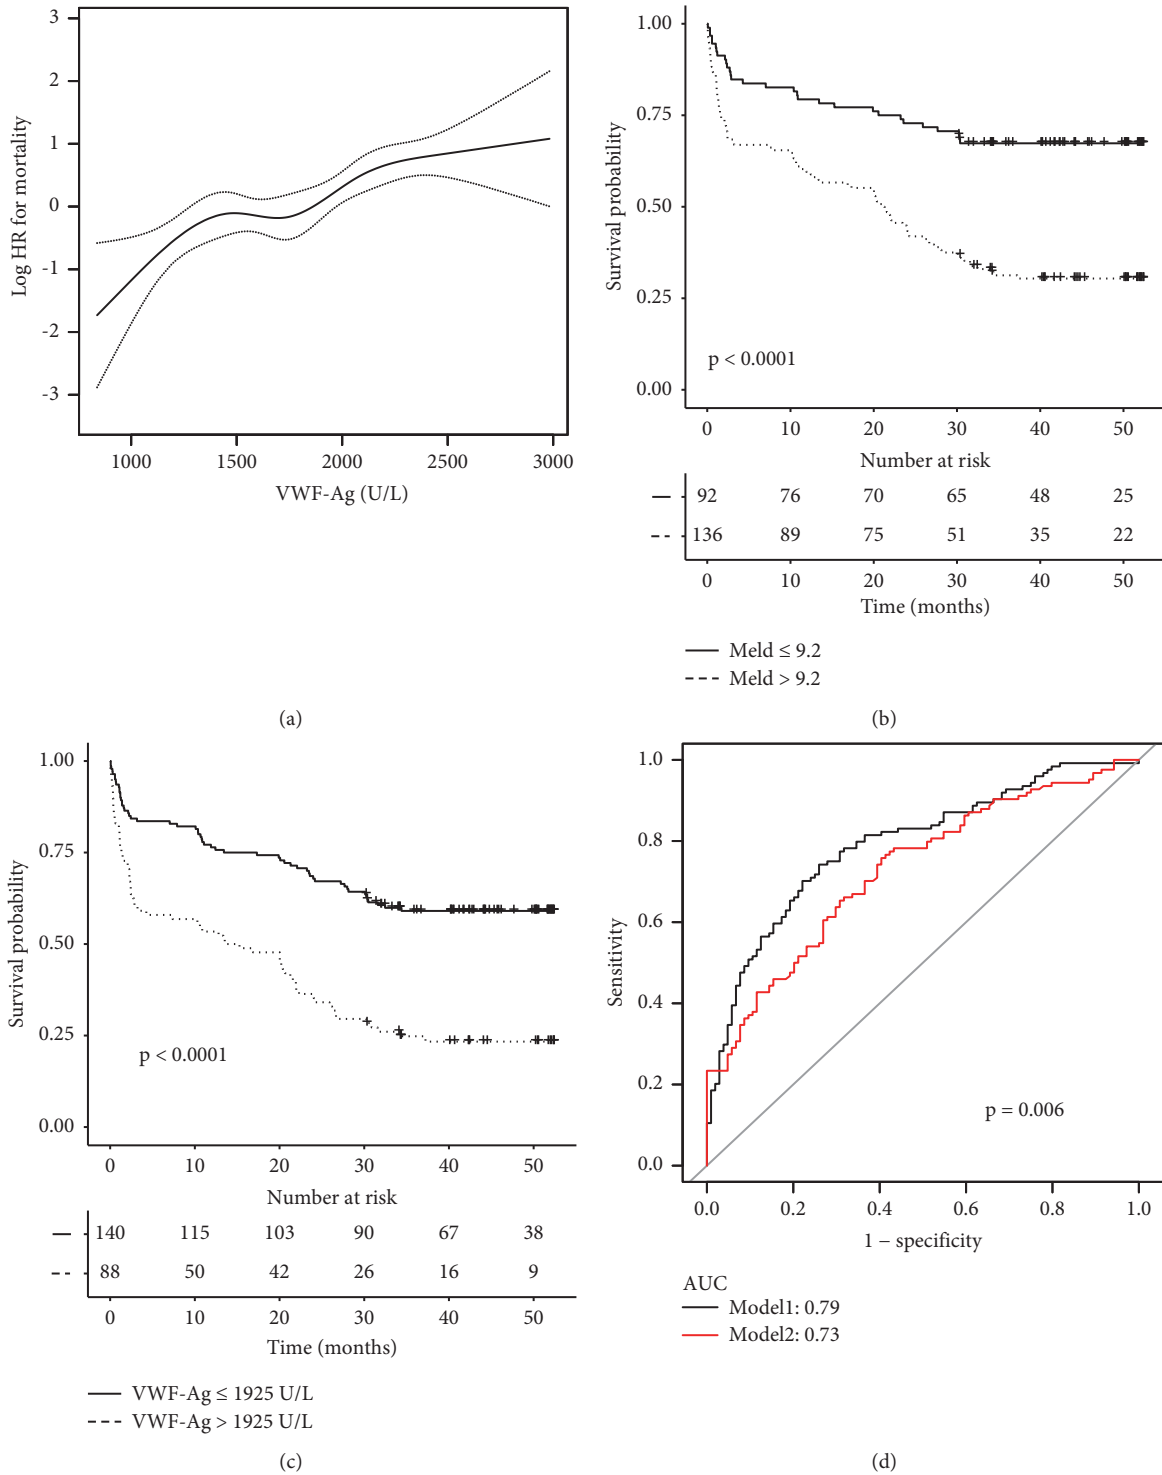 3
2
1
0
-1
-2
-3
Log HR for mortality
1000 1500 2000 2500 3000
VWF-Ag (U/L)
(a)
1.00
0.75
0.50
0.25
0.00
Survival probability
p < 0.0001
0 10 20 30 40 50
Number at risk
92 76 70 65 48 25
136 89 75 51 35 22
0 10 20 30 40 50
Time (months)
Meld ≤ 9.2
Meld > 9.2
(b)
1.00
0.75
0.50
0.25
0.00
Survival probability
p < 0.0001
0 10 20 30 40 50
Number at risk
140 115 103 90 67 38
88 50 42 26 16 9
0 10 20 30 40 50
Time (months)
VWF-Ag ≤ 1925 U/L
VWF-Ag > 1925 U/L
(c)
1.0
0.8
0.6
0.4
0.2
0.0
Sensitivity
p = 0.006
0.0 0.2 0.4 0.6 0.8 1.0
1 − specificity
AUC
Model1: 0.79
Model2: 0.73
(d)